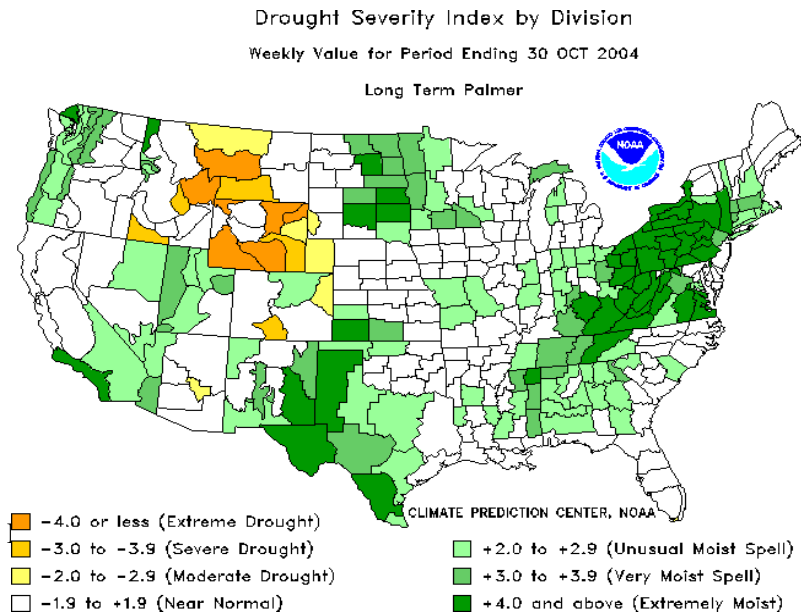 Drought Severity Index by Division
Weekly Value for Period Ending 30 OCT 2004
Long Term Palmer
NOAA
CLIMATE PREDICTION CENTER, NOAA
-4.0 or less (Extreme Drought)
-3.0 to -3.9 (Severe Drought)
-2.0 to -2.9 (Moderate Drought)
-1.9 to +1.9 (Near Normal)
+2.0 to +2.9 (Unusual Moist Spell)
+3.0 to +3.9 (Very Moist Spell)
+4.0 and above (Extremely Moist)